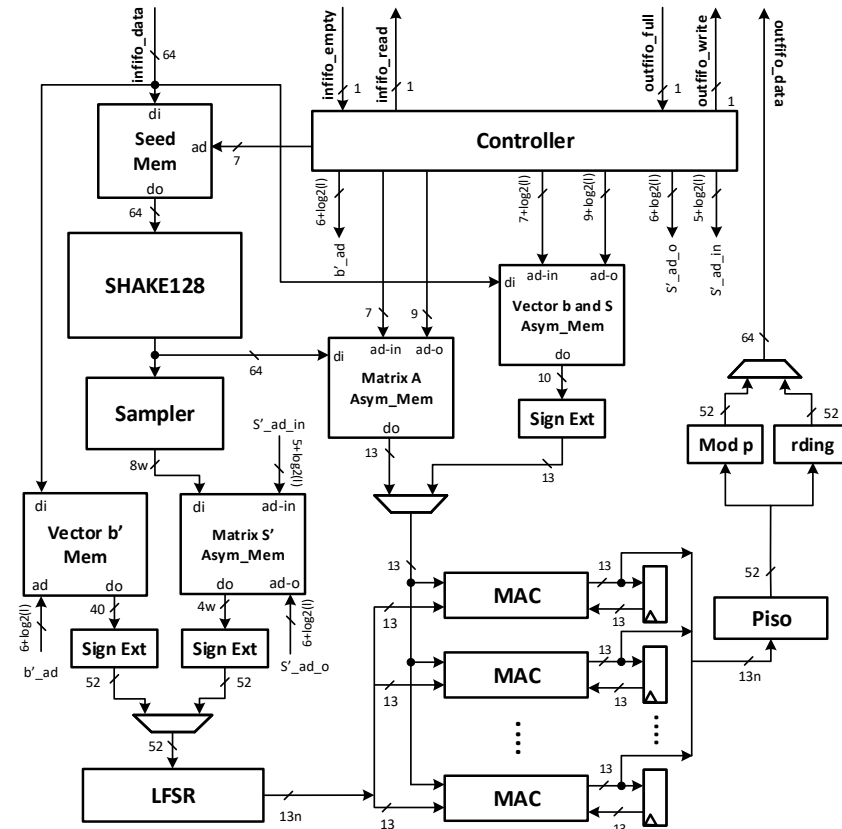 infifo_data
64
infifo_empty
1
infifo_read
1
outfifo_full
1
outfifo_write
1
outfifo_data
di
Seed
Mem
ad
do
7
Controller
64
6+log2(l)
b'_ad
7+log2(l)
9+log2(l)
6+log2(l)
S'_ad_o
5+log2(l)
S'_ad_in
SHAKE128
di
ad-in
ad-o
Vector b and S
Asym_Mem
do
7
9
64
di
ad-in
ad-o
Matrix A
Asym_Mem
do
10
Sign Ext
64
Sampler
S'_ad_in
5+log2(l)
13
13
52
52
Mod p
rding
8w
di
Vector b'
Mem
ad
do
di
ad-in
Matrix S'
Asym_Mem
do
ad-o
13
MAC
13
13
13
52
6+log2(l)
b'_ad
40
4w
6+log2(l)
S'_ad_o
Sign Ext
Sign Ext
Piso
13n
52
52
MAC
13
13
13
52
LFSR
13n
MAC
13
13
13